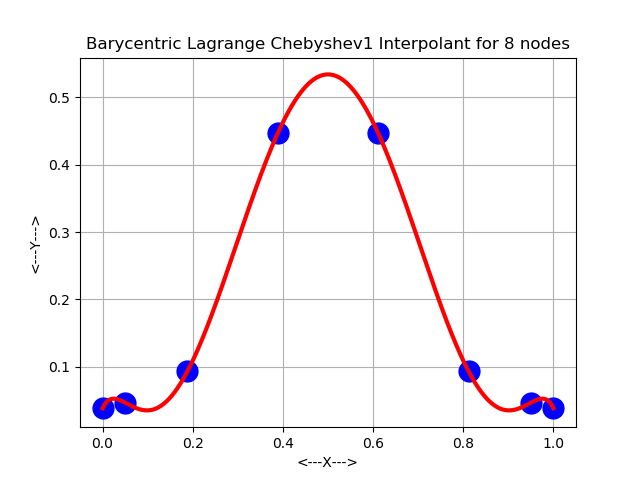 Barycentric Lagrange Chebyshev1 Interpolant for 8 nodes
0.5
0.4
0.3
0.2
0.1
<---Y--->
0.0 0.2 0.4 0.6 0.8 1.0
<---X--->